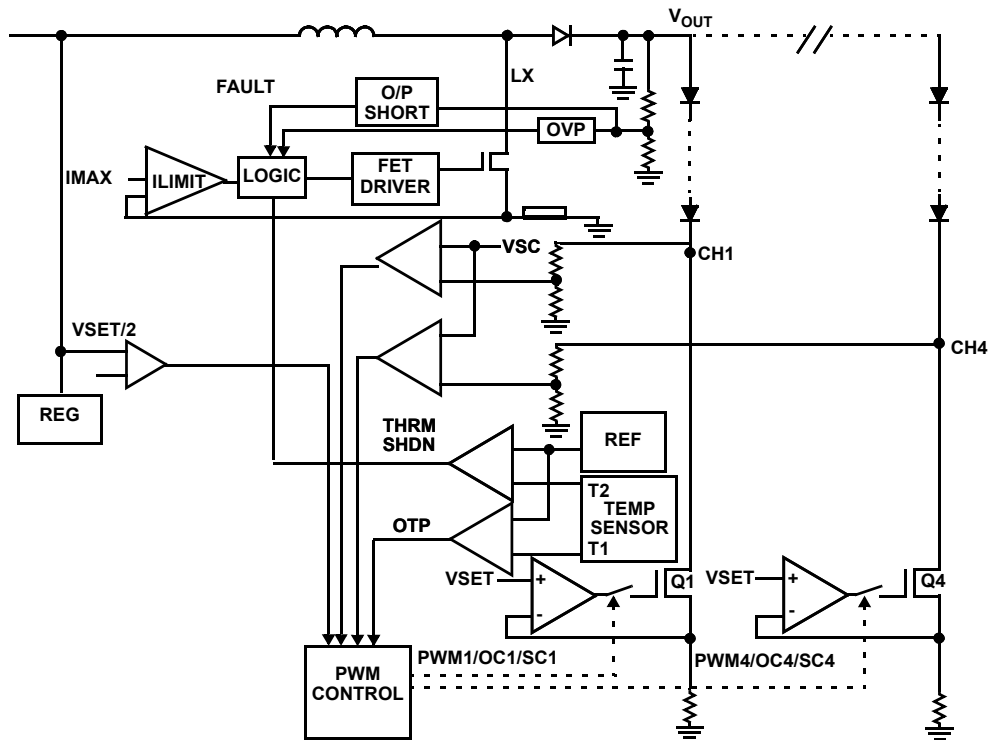 V_OUT
LX
FAULT
O/P
SHORT
OVP
IMAX
ILIMIT
LOGIC
FET
DRIVER
VSC
CH1
VSET/2
CH4
REG
THRM
SHDN
REF
T2
TEMP
SENSOR
T1
OTP
VSET
+
-
Q1
VSET
+
-
Q4
PWM1/OC1/SC1
PWM4/OC4/SC4
PWM
CONTROL